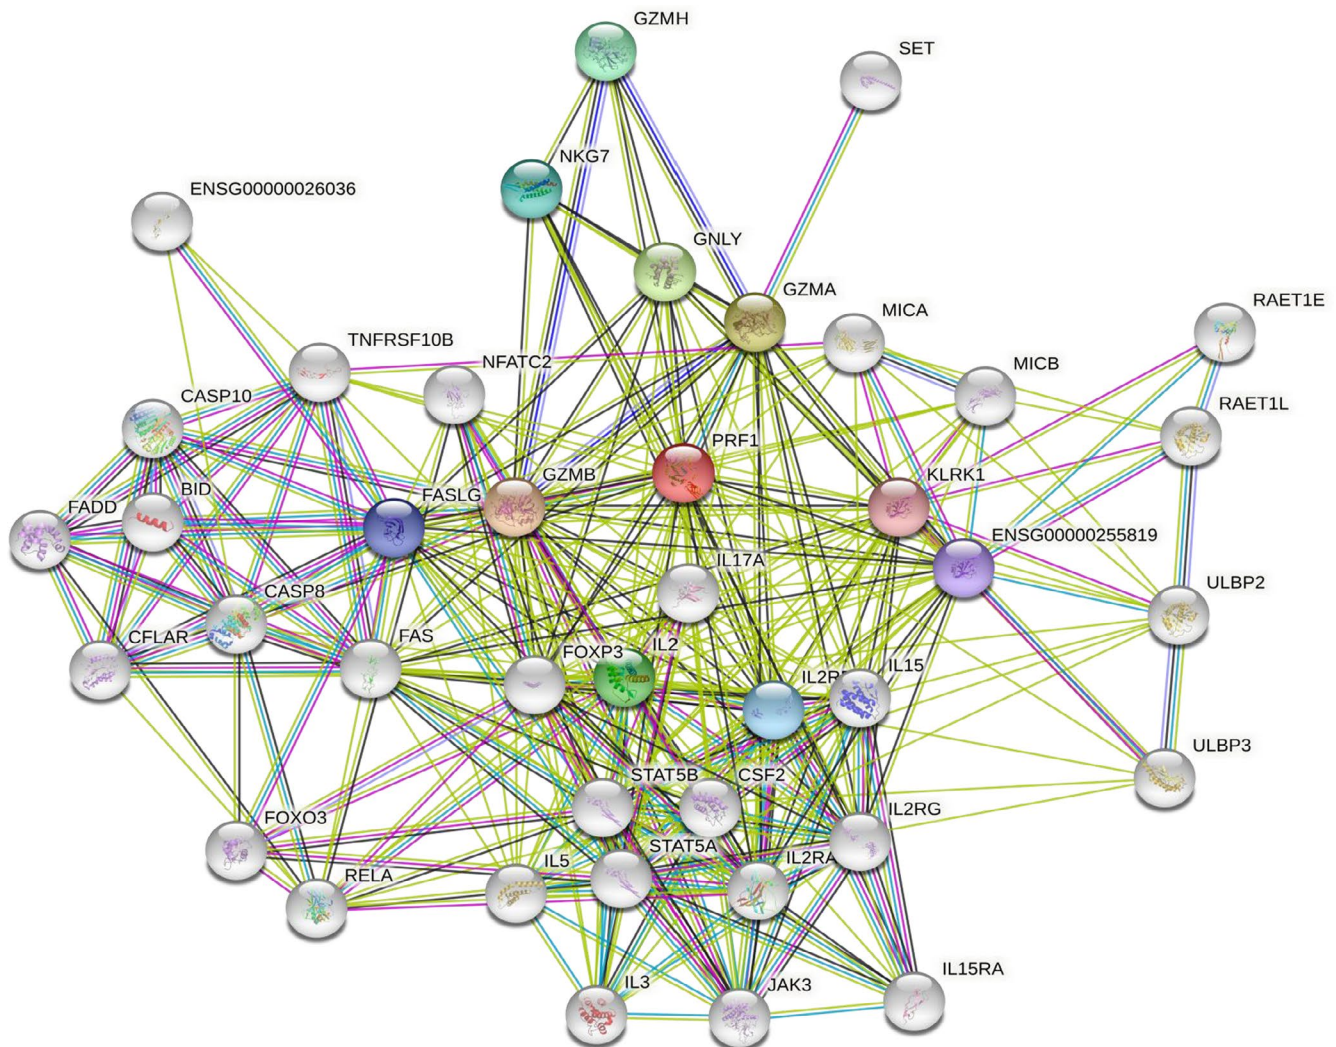 GZMH
SET
NKG7
ENSG00000026036
GNLY
GZMA
RAET1E
MICA
TNFRSF10B
NFATC2
MICB
CASP10
RAET1L
PRF1
GZMB
KLRK1
BID
FASLG
FADD
ENSG00000255819
IL17A
ULBP2
CASP8
CFLAR
FAS
FOXP3
IL2
IL2R
IL15
ULBP3
STAT5B
CSF2
IL2RG
FOXO3
STAT5A
IL5
IL2RA
RELA
IL15RA
IL3
JAK3